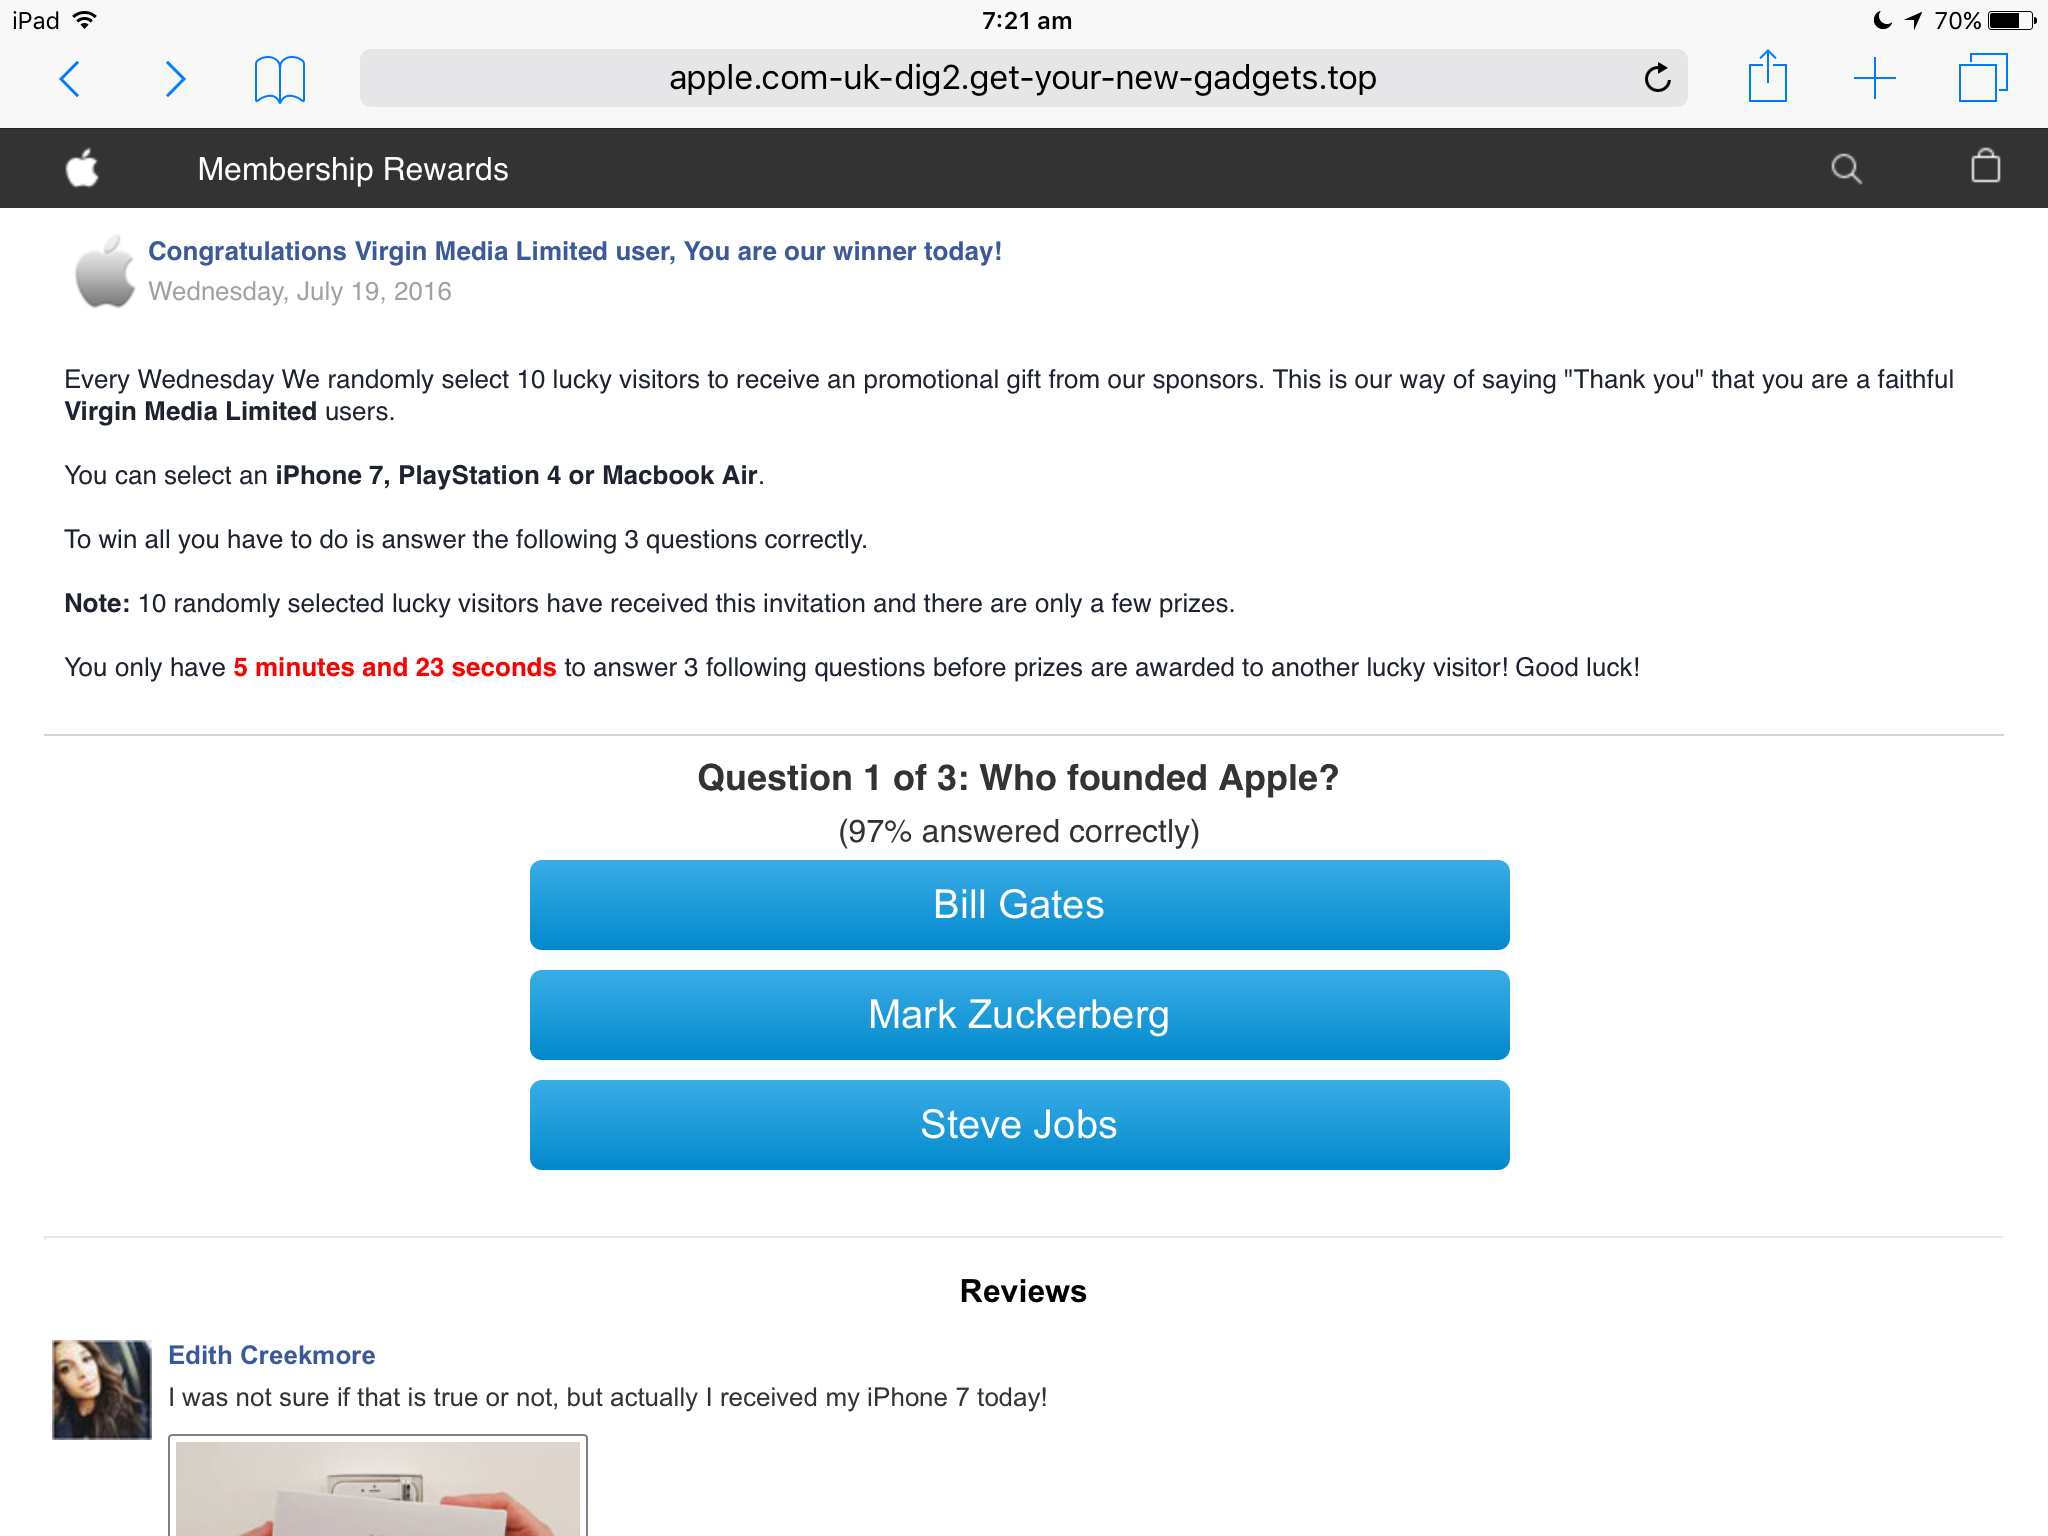 iPad 7:21 am 70%
apple.com-uk-dig2.get-your-new-gadgets.top
Membership Rewards
Congratulations Virgin Media Limited user, You are our winner today!
Wednesday, July 19, 2016
Every Wednesday We randomly select 10 lucky visitors to receive an promotional gift from our sponsors. This is our way of saying "Thank you" that you are a faithful
Virgin Media Limited users.
You can select an iPhone 7, PlayStation 4 or Macbook Air.
To win all you have to do is answer the following 3 questions correctly.
Note: 10 randomly selected lucky visitors have received this invitation and there are only a few prizes.
You only have 5 minutes and 23 seconds to answer 3 following questions before prizes are awarded to another lucky visitor! Good luck!
Question 1 of 3: Who founded Apple?
(97% answered correctly)
Bill Gates
Mark Zuckerberg
Steve Jobs
Reviews
Edith Creekmore
I was not sure if that is true or not, but actually I received my iPhone 7 today!